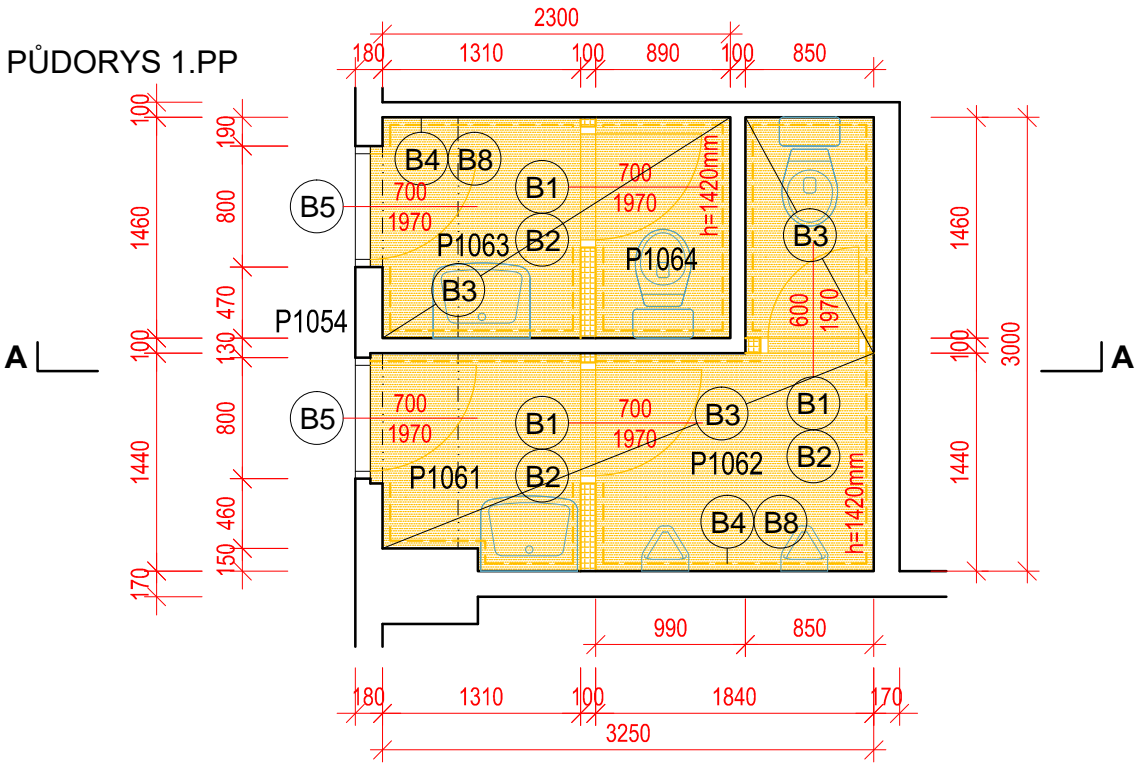 PŮDORYS 1.PP
2300
180 1310 100 890 100 850
100
190
800
1460
470
100
130
800
1440
460
150
170
B4 B8
B1
700
1970
B5
700
1970
h=1420mm
P1063
B2
P1064
B3
B3
600
1970
P1054
A
A
1460
100
3000
1440
B5
700
1970
B1
700
1970
B3
B1
P1061
B2
P1062
B2
h=1420mm
B4 B8
990 850
180 1310 100 1840 170
3250